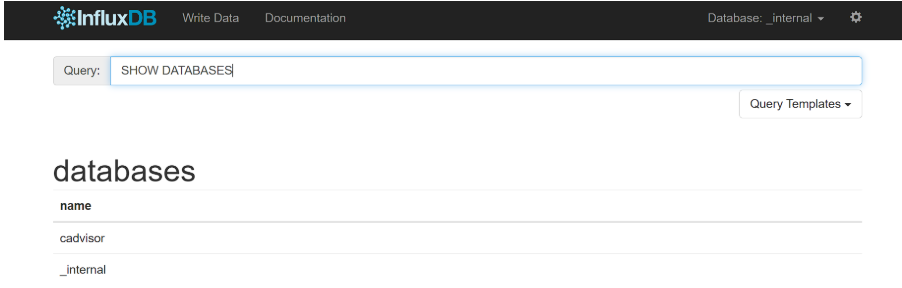 InfluxDB Write Data Documentation Database: _internal
Query: SHOW DATABASES
Query Templates
databases
name
cadvisor
_internal